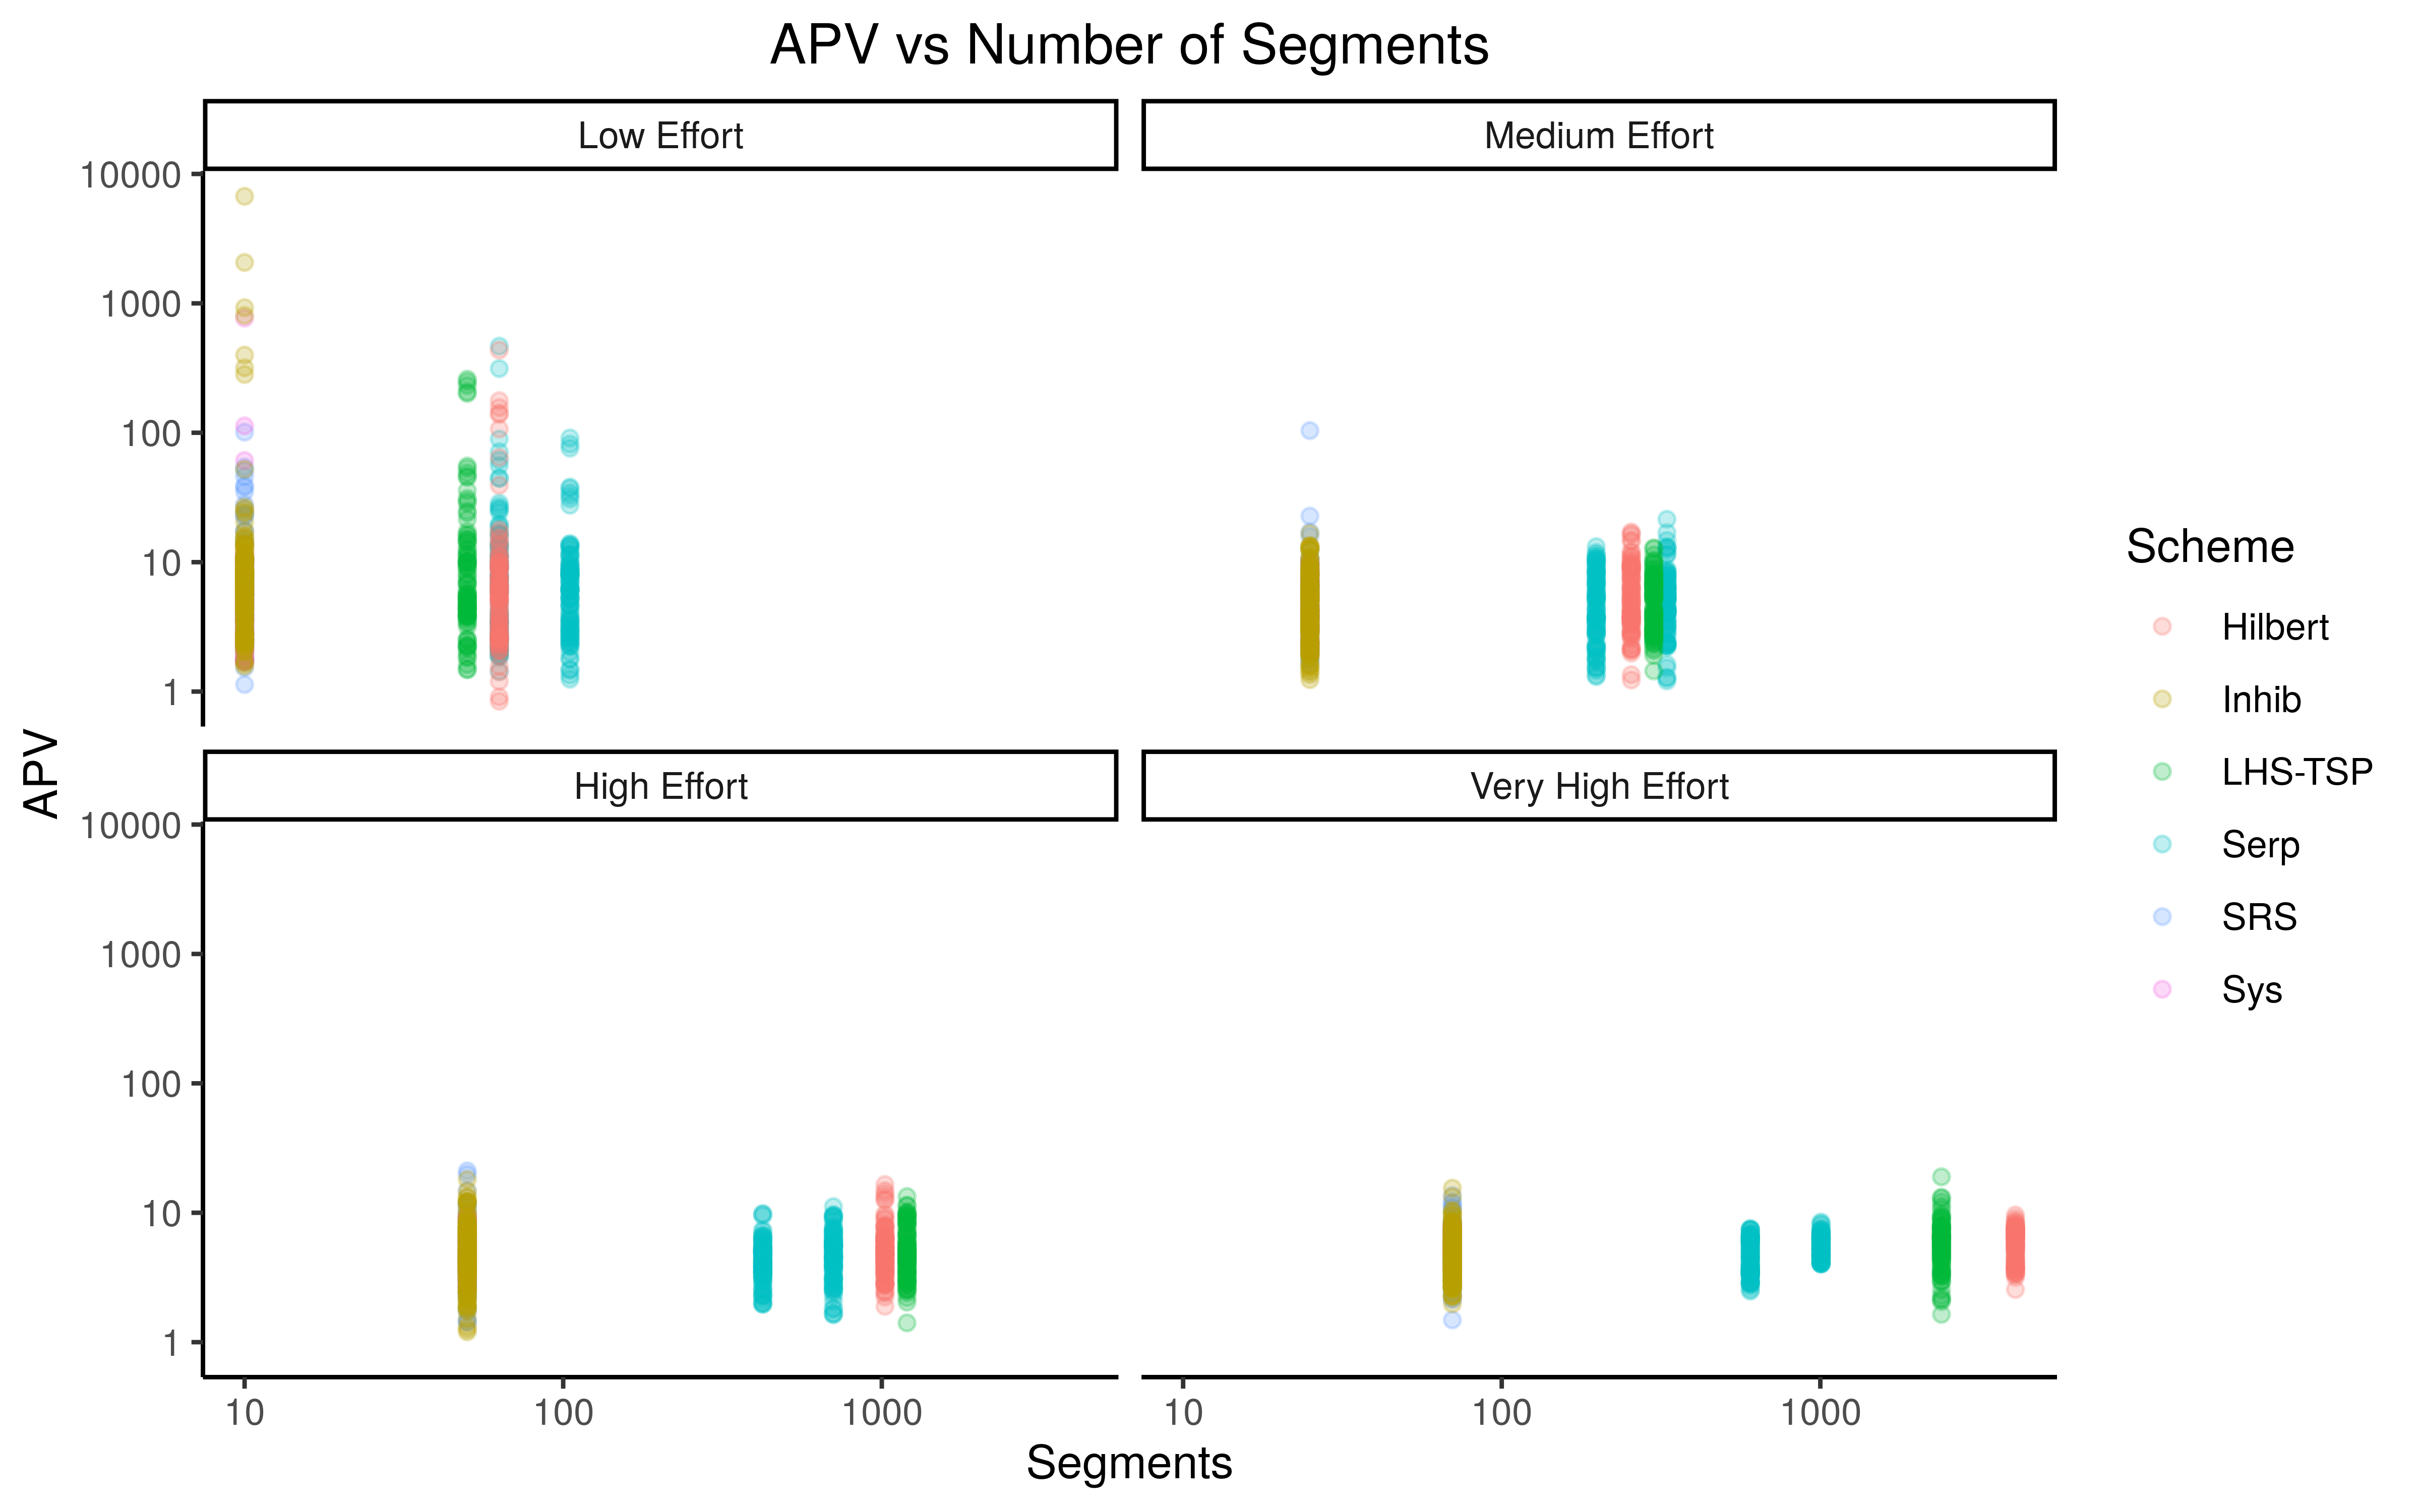 APV vs Number of Segments
Low Effort
Medium Effort
10000
1000
100
10
1
APV
High Effort
Very High Effort
10000
1000
100
10
1
10
100
1000
10
100
1000
Segments
Scheme
Hilbert
Inhib
LHS-TSP
Serp
SRS
Sys